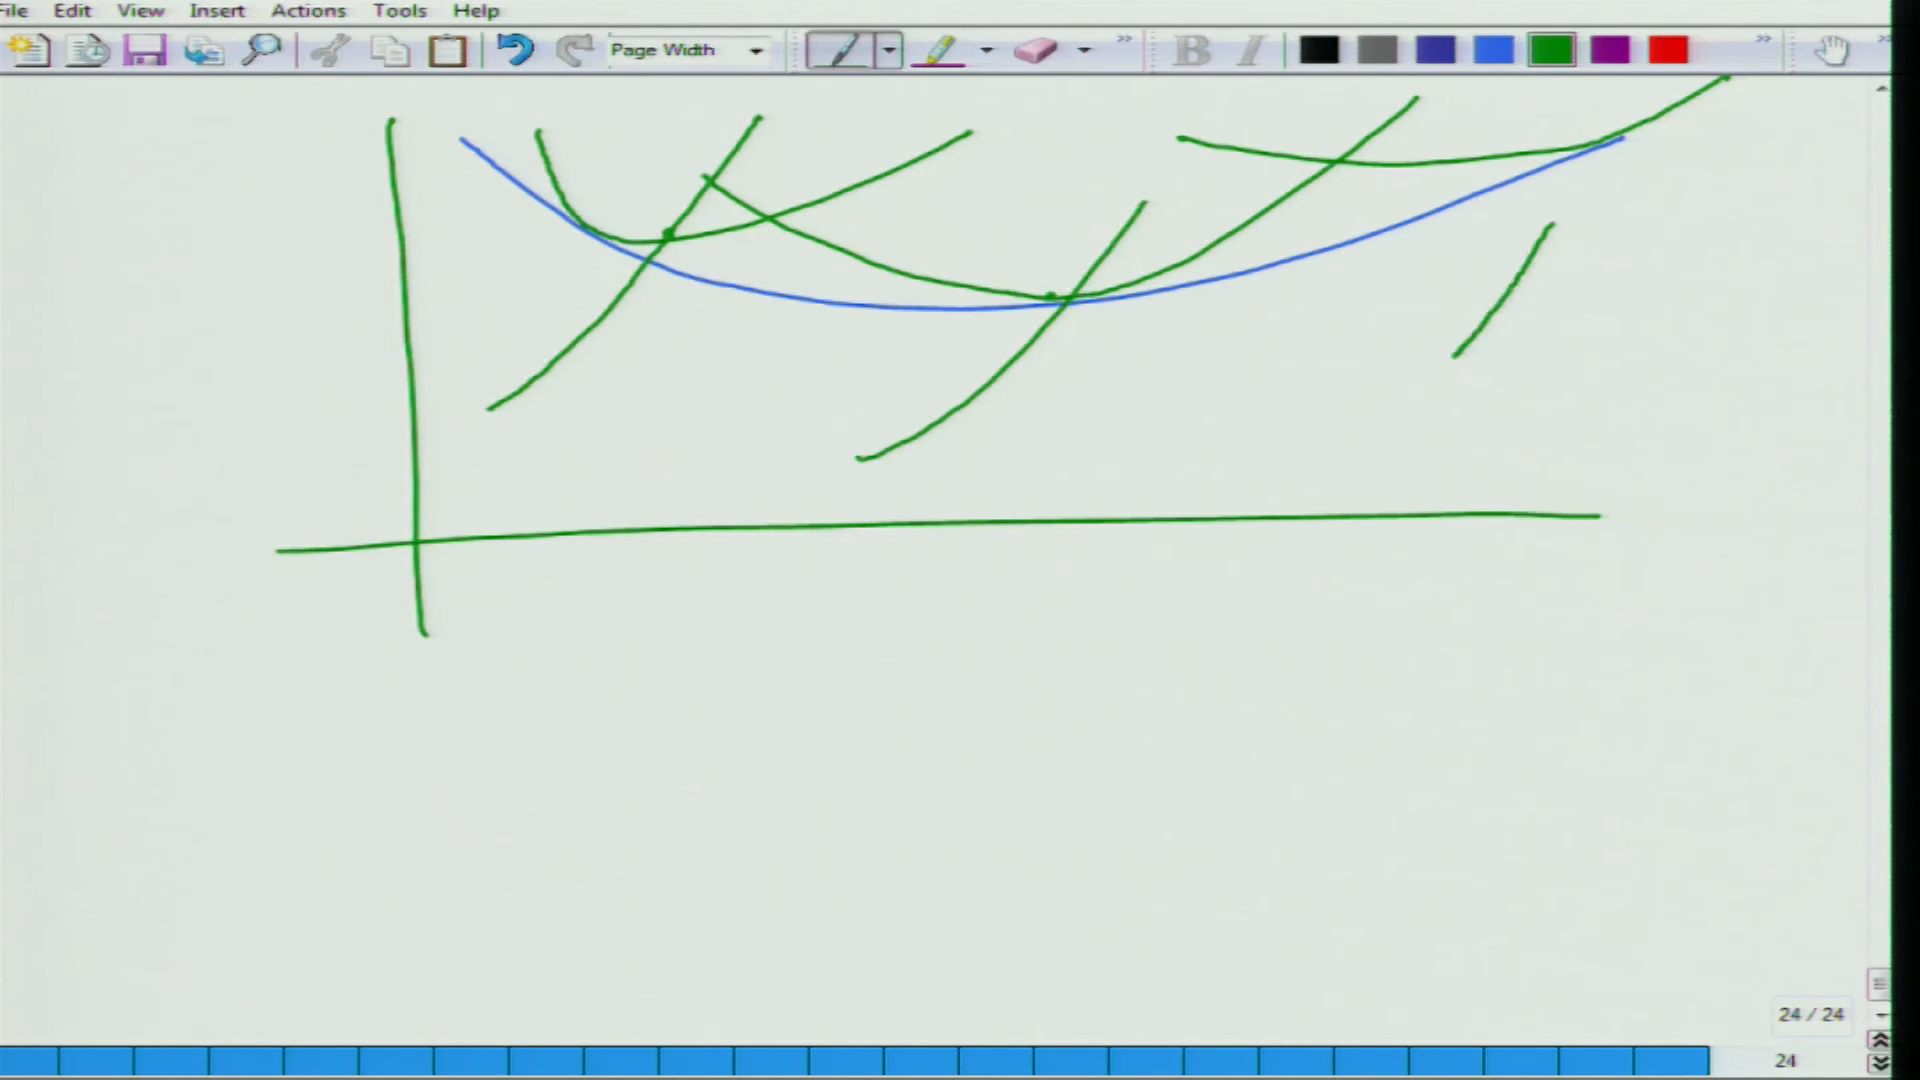 File Edit View Insert Actions Tools Help
Page Width
B I
24 / 24
24